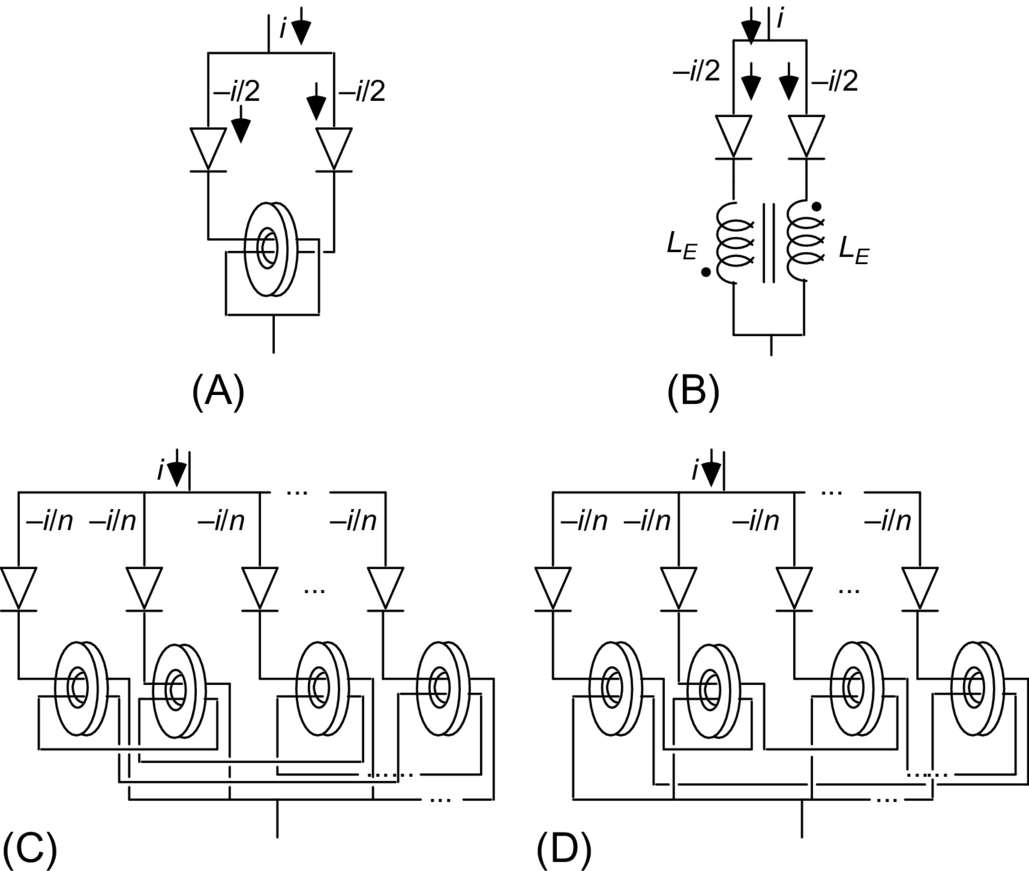 i
–i/2
–i/2
(A)
i
–i/2
–i/2
L_E
L_E
(B)
i
...
–i/n –i/n –i/n –i/n
...
......
...
(C)
i
...
–i/n –i/n –i/n –i/n
...
......
...
(D)